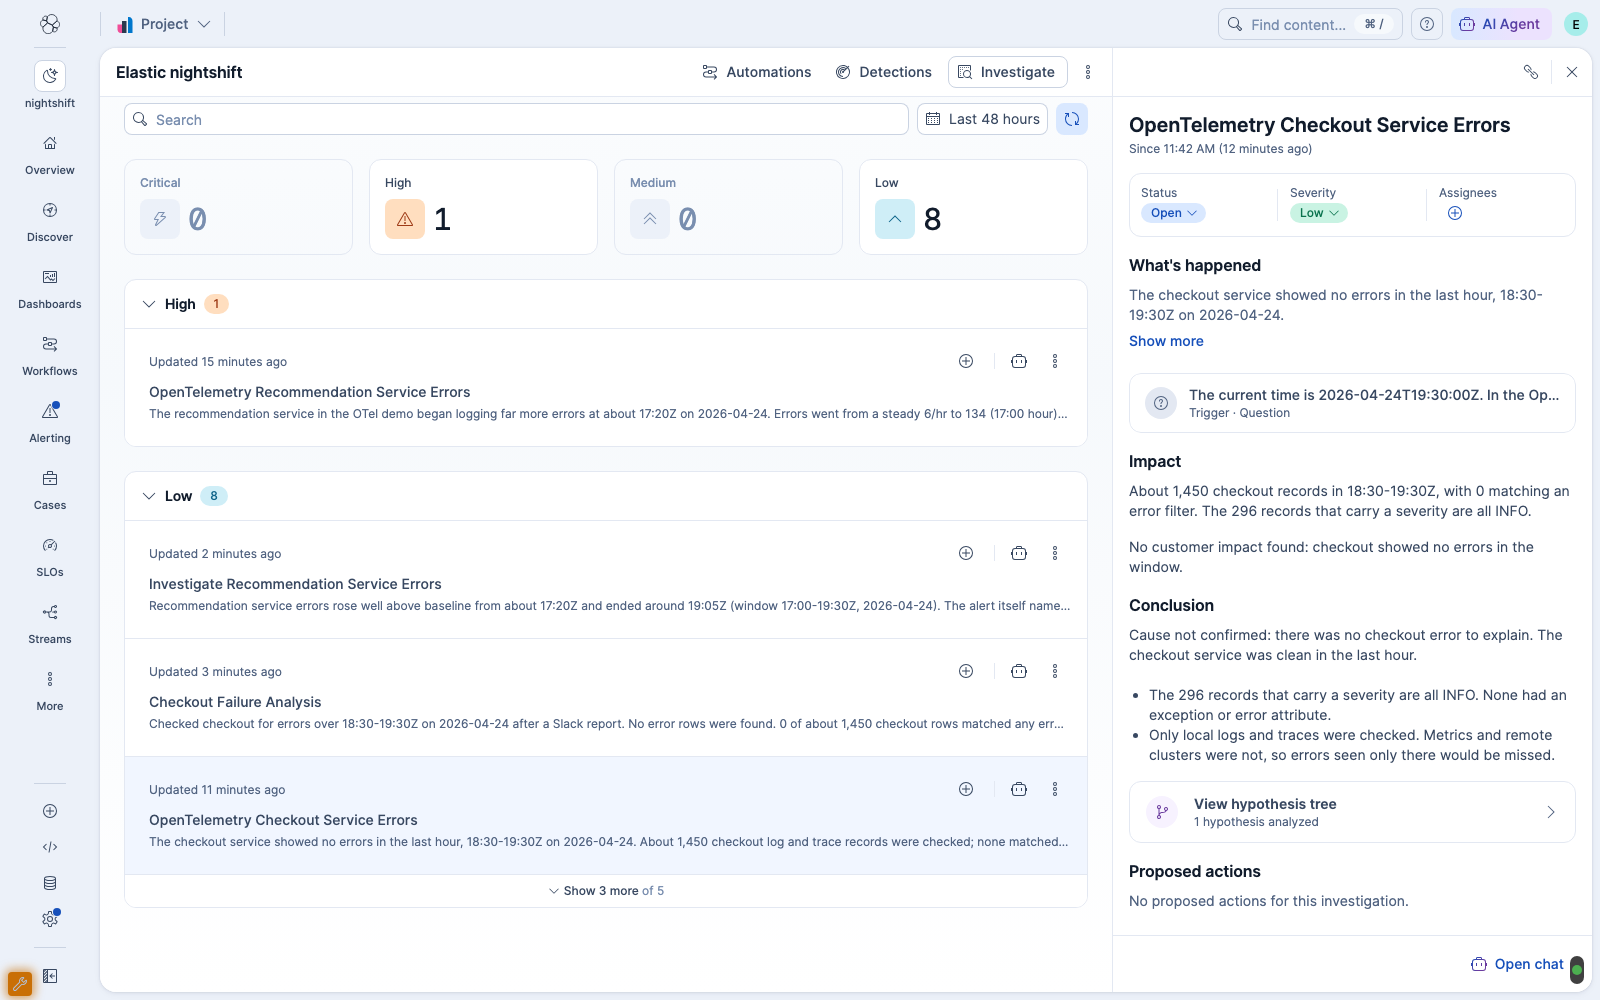 Project
Find content...
⌘ /
AI Agent
E
nightshift
Overview
Discover
Dashboards
Workflows
Alerting
Cases
SLOs
Streams
More
Elastic nightshift
Automations
Detections
Investigate
Search
Last 48 hours
Critical
0
High
1
Medium
0
Low
8
High 1
Updated 15 minutes ago
OpenTelemetry Recommendation Service Errors
The recommendation service in the OTel demo began logging far more errors at about 17:20Z on 2026-04-24. Errors went from a steady 6/hr to 134 (17:00 hour)...
Low 8
Updated 2 minutes ago
Investigate Recommendation Service Errors
Recommendation service errors rose well above baseline from about 17:20Z and ended around 19:05Z (window 17:00-19:30Z, 2026-04-24). The alert itself name...
Updated 3 minutes ago
Checkout Failure Analysis
Checked checkout for errors over 18:30-19:30Z on 2026-04-24 after a Slack report. No error rows were found. 0 of about 1,450 checkout rows matched any err...
Updated 11 minutes ago
OpenTelemetry Checkout Service Errors
The checkout service showed no errors in the last hour, 18:30-19:30Z on 2026-04-24. About 1,450 checkout log and trace records were checked; none matched...
Show 3 more of 5
OpenTelemetry Checkout Service Errors
Since 11:42 AM (12 minutes ago)
Status
Open
Severity
Low
Assignees
What's happened
The checkout service showed no errors in the last hour, 18:30-
19:30Z on 2026-04-24.
Show more
The current time is 2026-04-24T19:30:00Z. In the Op...
Trigger · Question
Impact
About 1,450 checkout records in 18:30-19:30Z, with 0 matching an
error filter. The 296 records that carry a severity are all INFO.
No customer impact found: checkout showed no errors in the
window.
Conclusion
Cause not confirmed: there was no checkout error to explain. The
checkout service was clean in the last hour.
• The 296 records that carry a severity are all INFO. None had an
exception or error attribute.
• Only local logs and traces were checked. Metrics and remote
clusters were not, so errors seen only there would be missed.
View hypothesis tree
1 hypothesis analyzed
Proposed actions
No proposed actions for this investigation.
Open chat